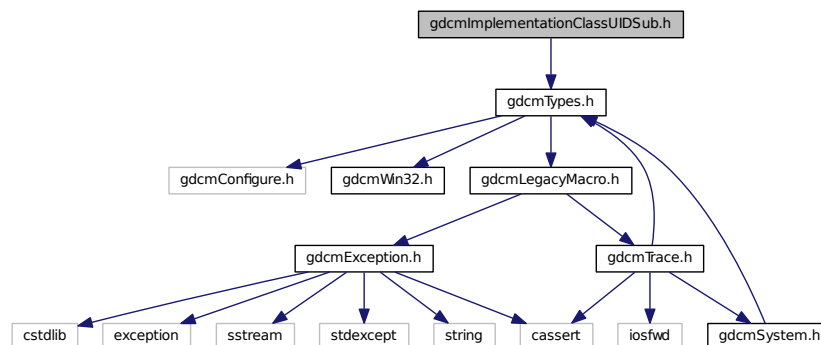 gdcmImplementationClassUIDSub.h
gdcmTypes.h
gdcmConfigure.h
gdcmWin32.h
gdcmLegacyMacro.h
gdcmException.h
gdcmTrace.h
cstdlib
exception
sstream
stdexcept
string
cassert
iosfwd
gdcmSystem.h